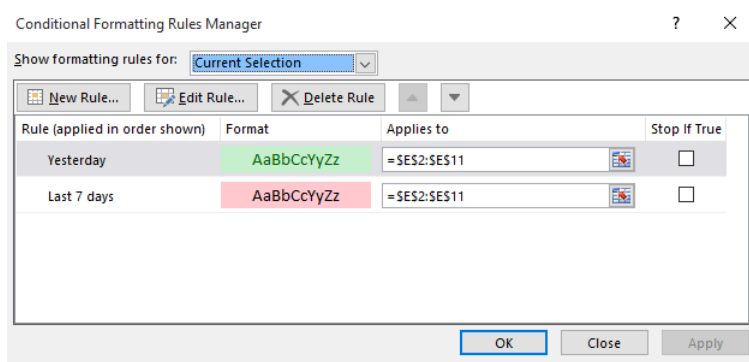 Conditional Formatting Rules Manager ? ×
Show formatting rules for: Current Selection
New Rule... Edit Rule... Delete Rule
Rule (applied in order shown) Format Applies to Stop If True
Yesterday AaBbCcYyZz =$E$2:$E$11
Last 7 days AaBbCcYyZz =$E$2:$E$11
OK Close Apply